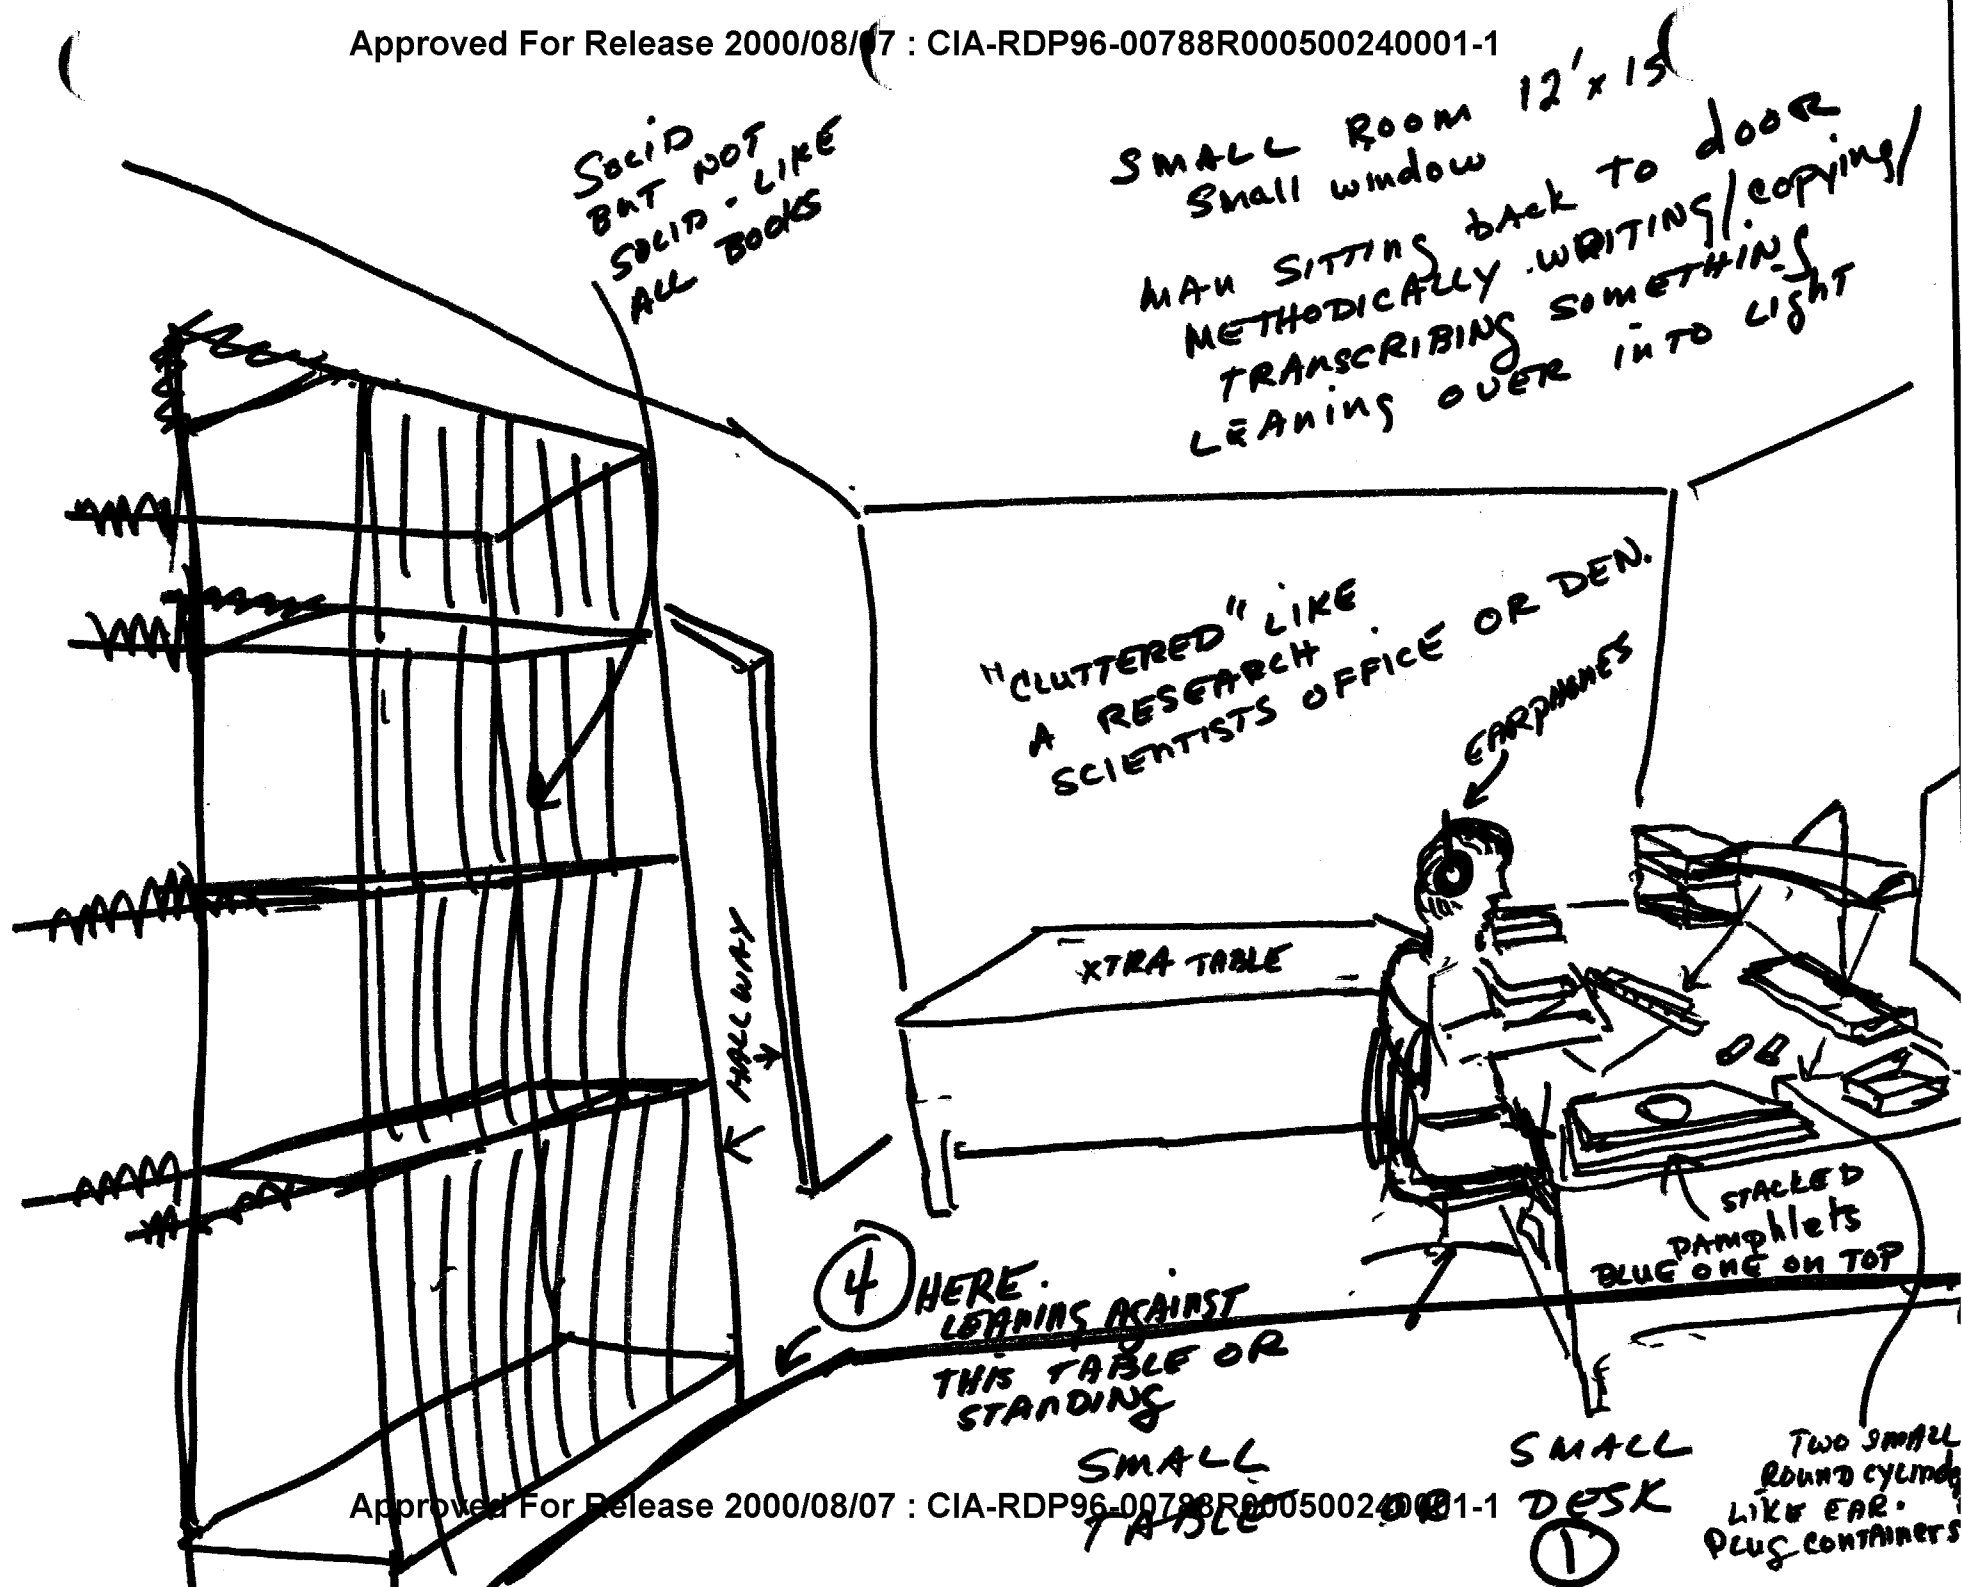 Approved For Release 2000/08/07 : CIA-RDP96-00788R000500240001-1
SMALL ROOM 12'x15
Small window
MAN SITTING back TO dooR
METHODICALLY.WRITING/copying/
TRANSCRIBING SOMETHING
LEANING OVER INTO LIGHT
SOLID
BUT NOT
SOLID - LIKE
ALL BOOKS
"CLUTTERED" LIKE
A RESEARCH
SCIENTISTS OFFICE OR DEN.
EARPHONES
XTRA TABLE
HALLWAY
STACKED
PAMPhlets
BLUE ONE ON TOP
4 HERE.
LEANING AGAINST
THIS TABLE OR
STANDING
SMALL
TABLE OR
SMALL
DESK
1
TWO SMALL
ROUND CYLINDE
LIKE EAR.
PLUG CONTAINERS
Approved For Release 2000/08/07 : CIA-RDP96-00788R000500240001-1